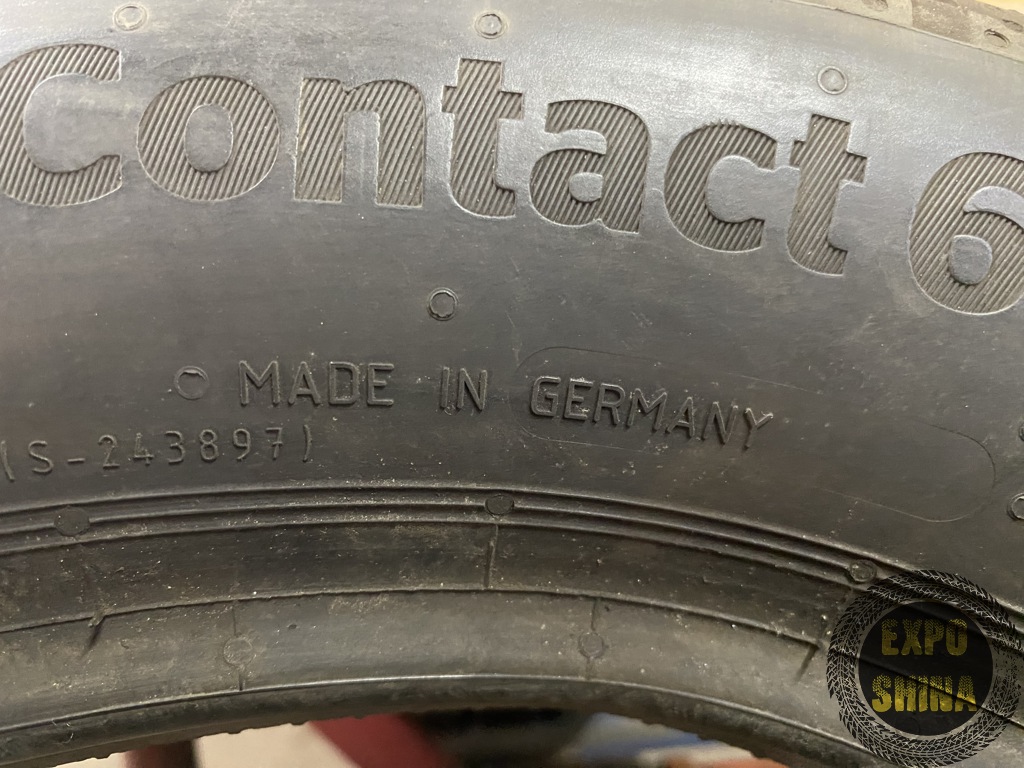 Contact 6
MADE IN GERMANY
(S-243897)
EXPO
SHINA